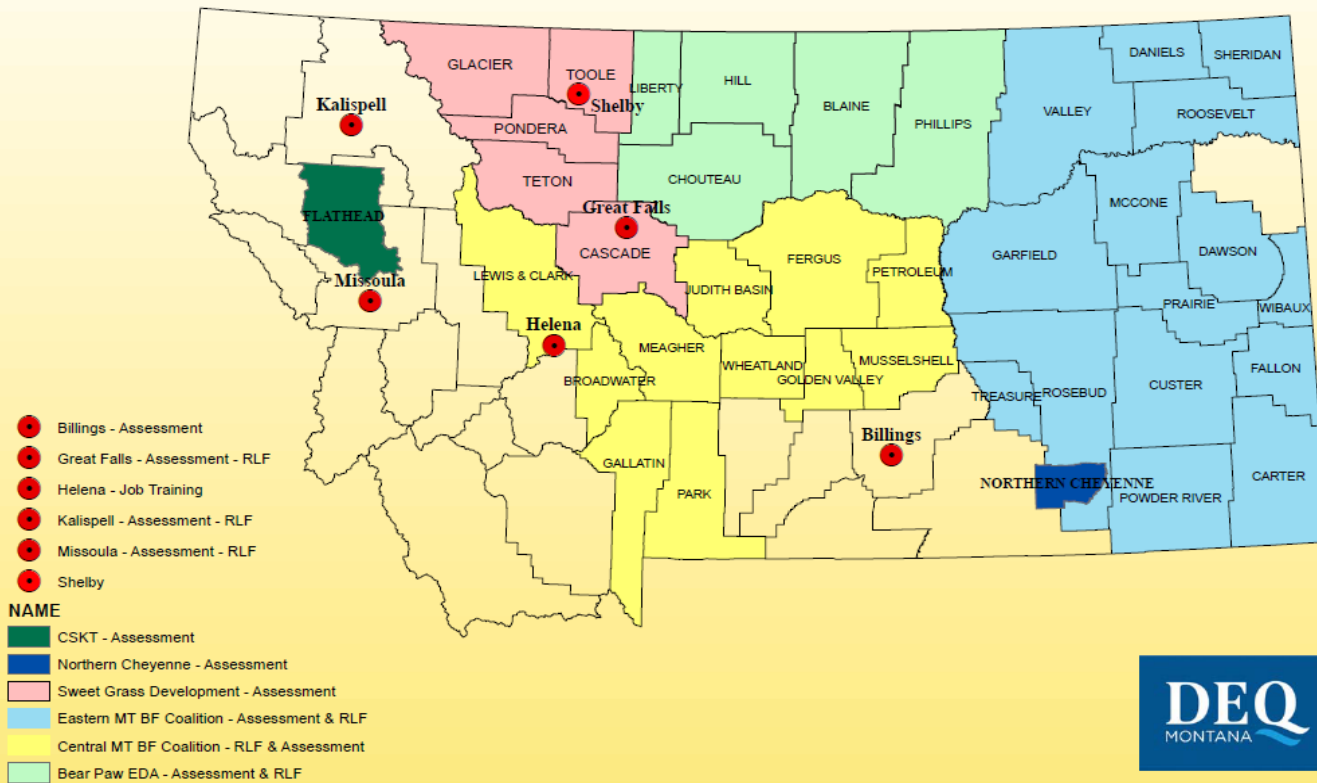 DANIELS
SHERIDAN
GLACIER
TOOLE
LIBERTY
HILL
BLAINE
VALLEY
ROOSEVELT
Kalispell
Shelby
PHILLIPS
PONDERA
TETON
CHOUTEAU
MCCONE
FLATHEAD
Great Falls
CASCADE
FERGUS
GARFIELD
DAWSON
LEWIS & CLARK
JUDITH BASIN
PETROLEUM
Missoula
PRAIRIE
WIBAUX
Helena
MEAGHER
WHEATLAND
MUSSELSHELL
BROADWATER
GOLDEN VALLEY
TREASURE
ROSEBUD
CUSTER
FALLON
Billings
GALLATIN
PARK
NORTHERN CHEYENNE
POWDER RIVER
CARTER
Billings - Assessment
Great Falls - Assessment - RLF
Helena - Job Training
Kalispell - Assessment - RLF
Missoula - Assessment - RLF
Shelby
NAME
CSKT - Assessment
Northern Cheyenne - Assessment
Sweet Grass Development - Assessment
Eastern MT BF Coalition - Assessment & RLF
Central MT BF Coalition - RLF & Assessment
Bear Paw EDA - Assessment & RLF
DEQ
MONTANA